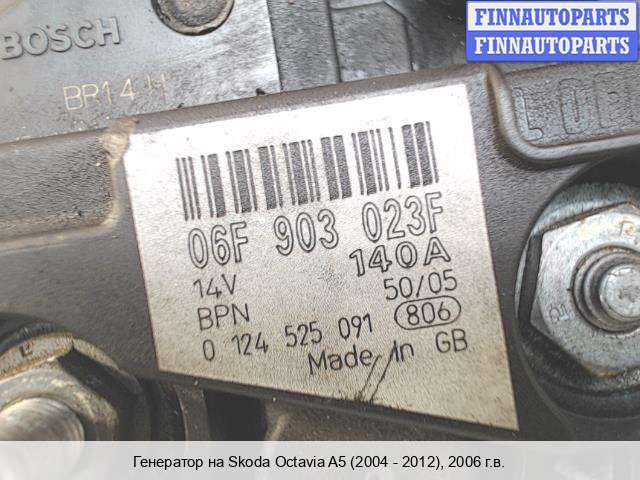 FINNAUTOPARTS
FINNAUTOPARTS
BOSCH
BR14-H
06F 903 023F
14V 140A
BPN 50/05
0 124 525 091 806
Made in GB
Генератор на Skoda Octavia A5 (2004 - 2012), 2006 г.в.